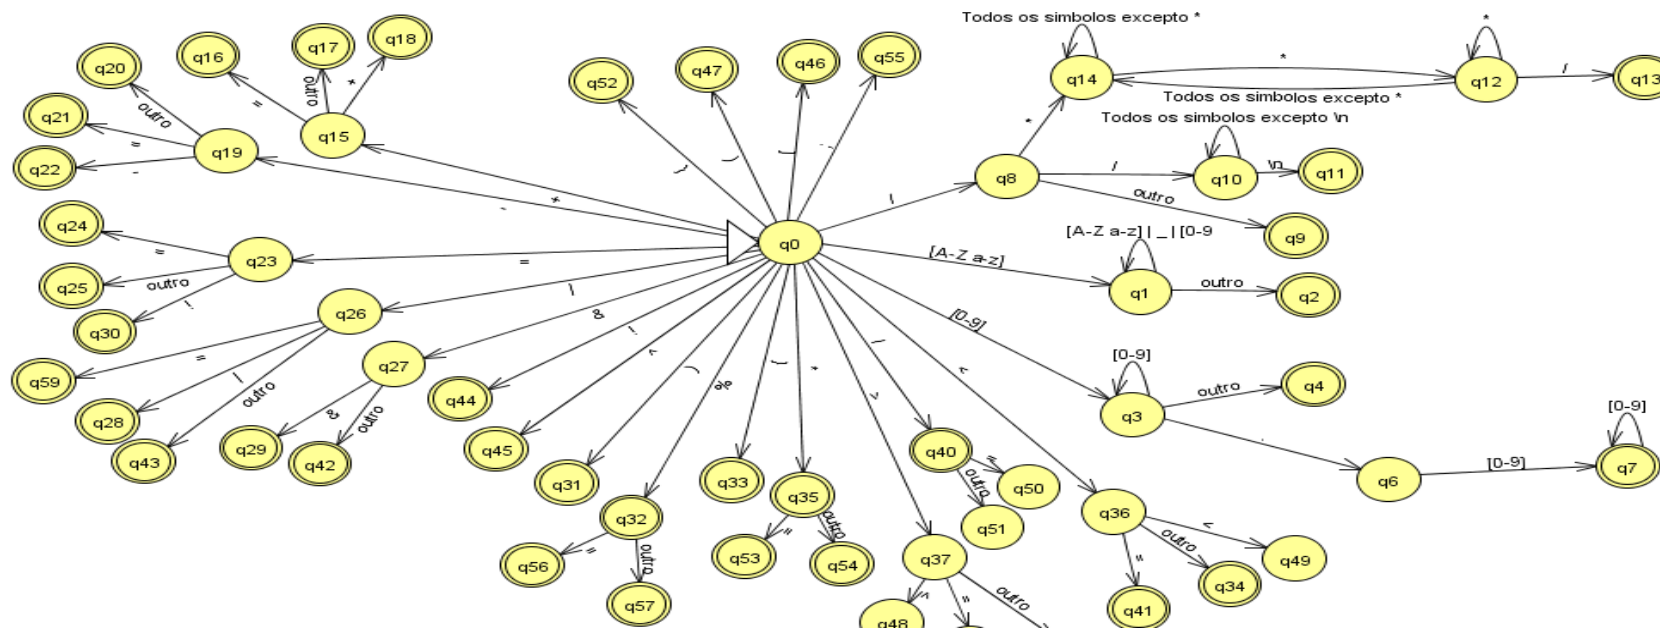 Todos os simbolos excepto *
*
q17
q18
q16
q20
q52
q47
q46
q55
q14
*
q12
/
q13
outro
+
=
Todos os simbolos excepto *
Todos os simbolos excepto \n
q21
outro
=
q15
*
q19
q22
-
}
)
q8
/
q10
\n
q11
/
outro
+
-
q24
q0
q9
[A-Z a-z] | _ | [0-9
=
q23
=
[A-Z a-z]
q25
outro
q1
outro
q2
q30
!
q26
&
!
[0-9]
q59
=
q27
|
outro
%
*
>
<
[0-9]
q3
outro
q4
q44
q28
&
outro
[0-9]
q43
q29
q42
q45
q40
.
=
q31
q33
q35
outro
q50
q6
[0-9]
q7
q32
q51
q36
<
=
outro
=
outro
q37
outro
q49
q56
q53
q54
=
q34
q57
=
outro
q41
q48